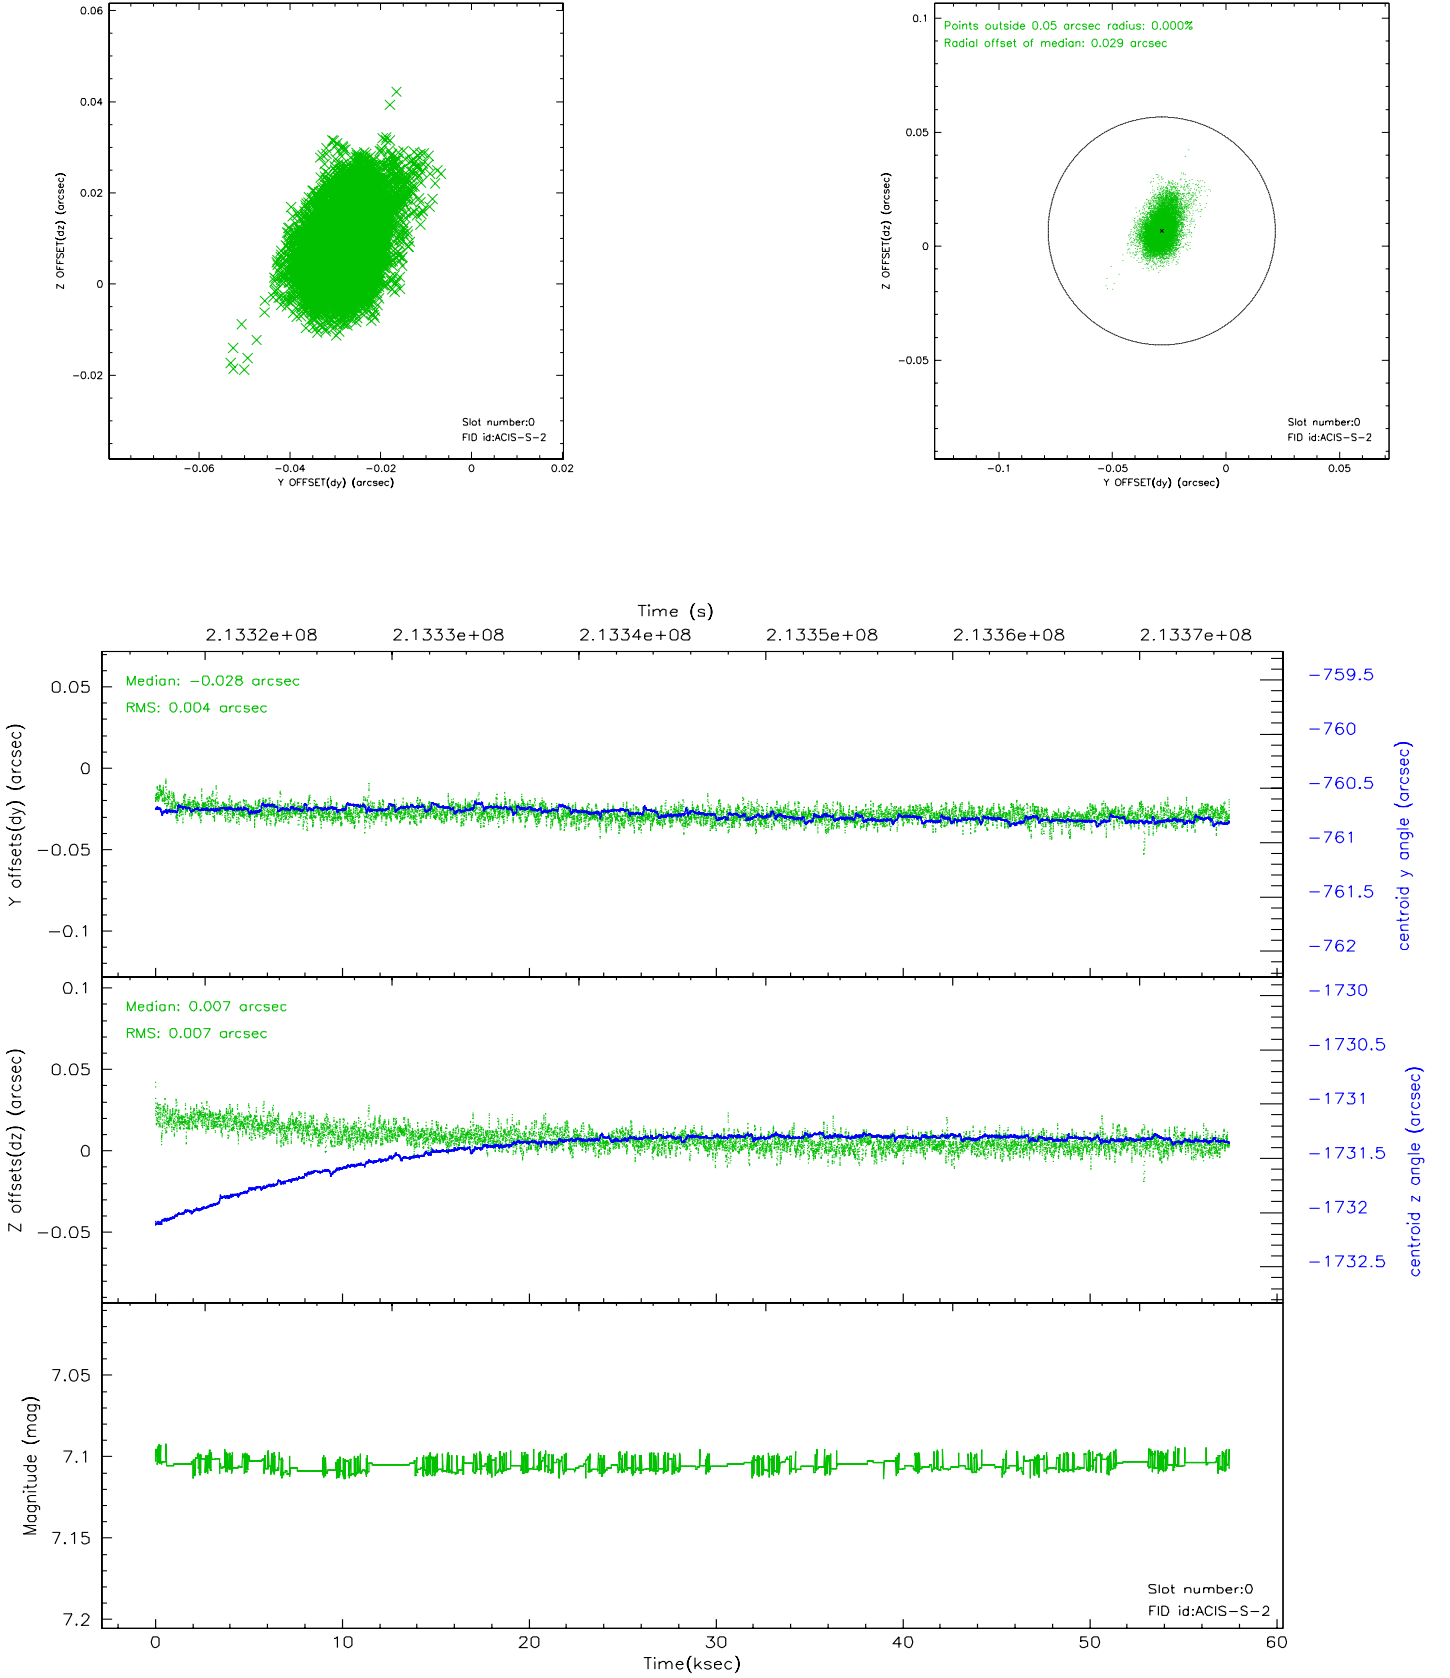 0.06
0.04
0.02
0
−0.02
Z OFFSET(dz) (arcsec)
−0.06
−0.04
−0.02
0
0.02
Y OFFSET(dy) (arcsec)
Slot number:0
FID id:ACIS−S−2
Points outside 0.05 arcsec radius: 0.000%
Radial offset of median: 0.029 arcsec
0.1
0.05
0
−0.05
Z OFFSET(dz) (arcsec)
−0.1
−0.05
0
0.05
Y OFFSET(dy) (arcsec)
Slot number:0
FID id:ACIS−S−2
Time (s)
2.1332e+08
2.1333e+08
2.1334e+08
2.1335e+08
2.1336e+08
2.1337e+08
Median: −0.028 arcsec
RMS: 0.004 arcsec
0.05
0
−0.05
−0.1
Y offsets(dy) (arcsec)
−759.5
−760
−760.5
−761
−761.5
−762
centroid y angle (arcsec)
Median: 0.007 arcsec
RMS: 0.007 arcsec
0.1
0.05
0
−0.05
Z offsets(dz) (arcsec)
−1730
−1730.5
−1731
−1731.5
−1732
−1732.5
centroid z angle (arcsec)
7.05
7.1
7.15
7.2
Magnitude (mag)
Slot number:0
FID id:ACIS−S−2
0
10
20
30
40
50
60
Time(ksec)